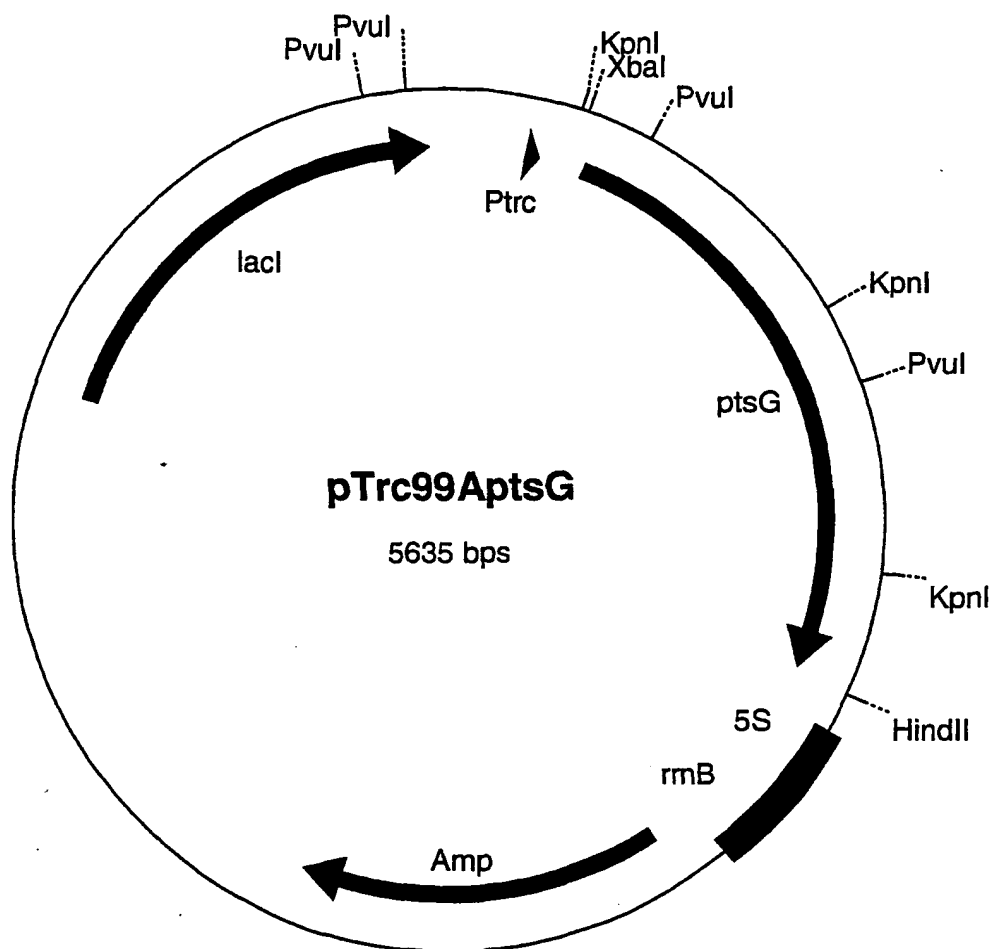 PvuI
PvuI
KpnI
XbaI
PvuI
Ptrc
lacI
KpnI
PvuI
ptsG
pTrc99AptsG
5635 bps
KpnI
5S
HindII
rrnB
Amp